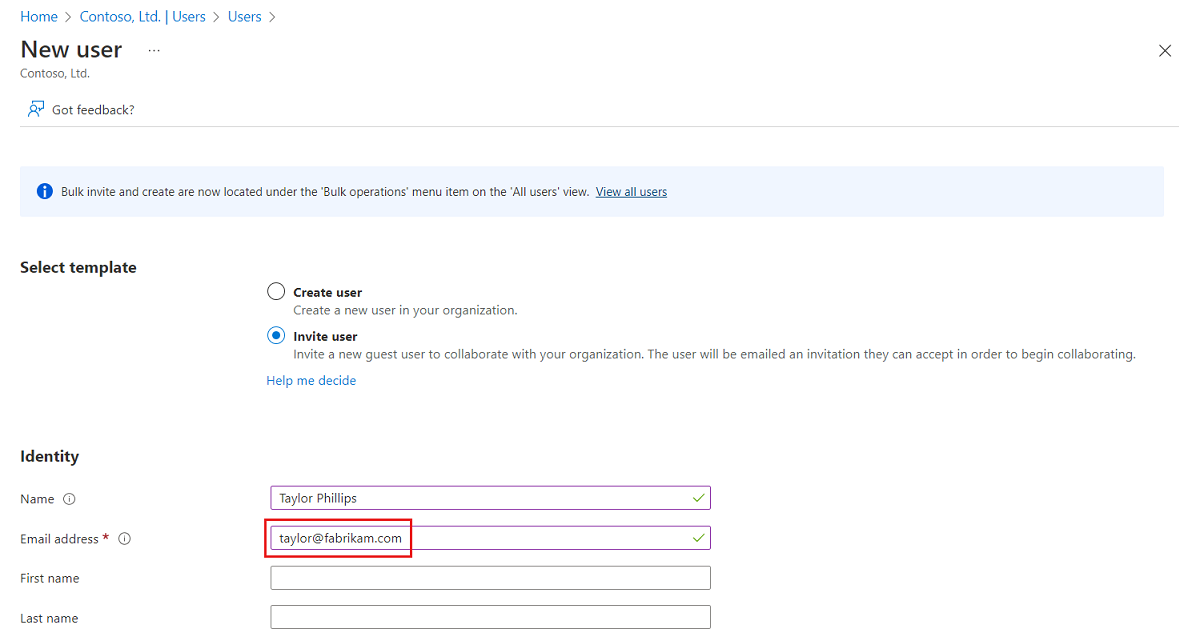 Home > Contoso, Ltd. | Users > Users >
New user ...
Contoso, Ltd.
Got feedback?
Bulk invite and create are now located under the 'Bulk operations' menu item on the 'All users' view. View all users
Select template
Create user
Create a new user in your organization.
Invite user
Invite a new guest user to collaborate with your organization. The user will be emailed an invitation they can accept in order to begin collaborating.
Help me decide
Identity
Name Taylor Phillips
Email address * taylor@fabrikam.com
First name
Last name